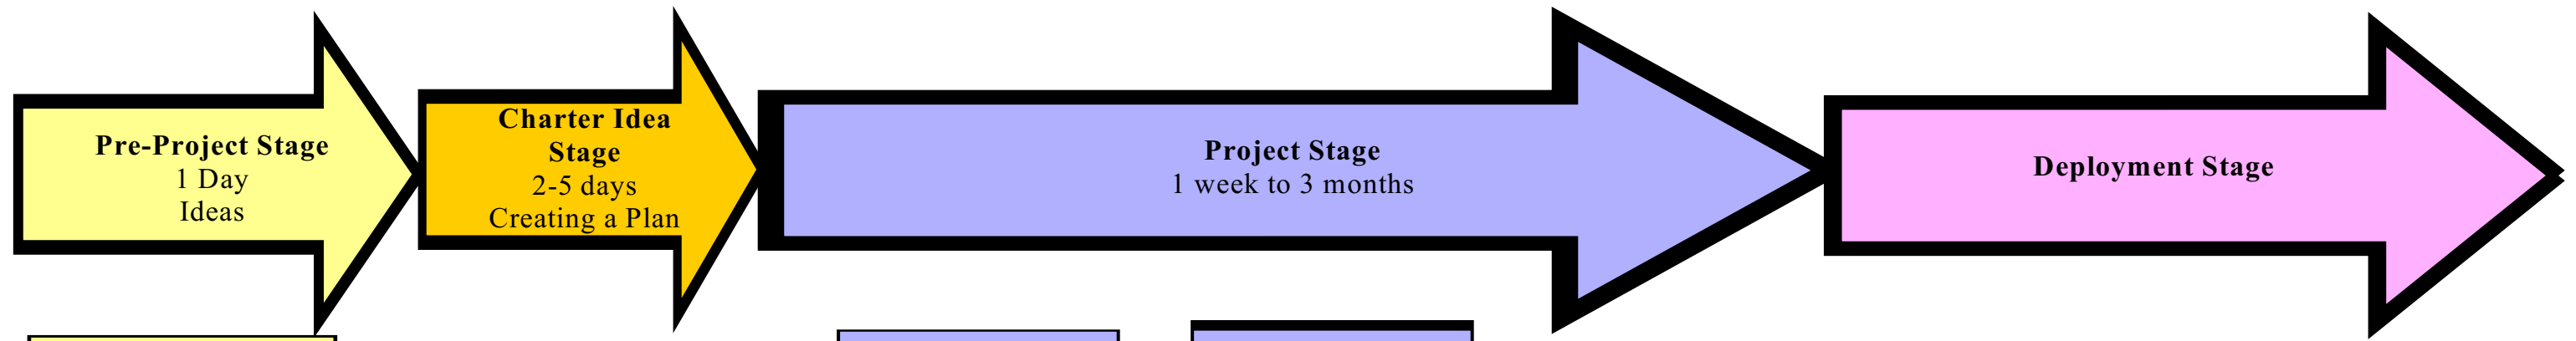 Pre-Project Stage
1 Day
Ideas
Charter Idea
Stage
2-5 days
Creating a Plan
Project Stage
1 week to 3 months
Deployment Stage